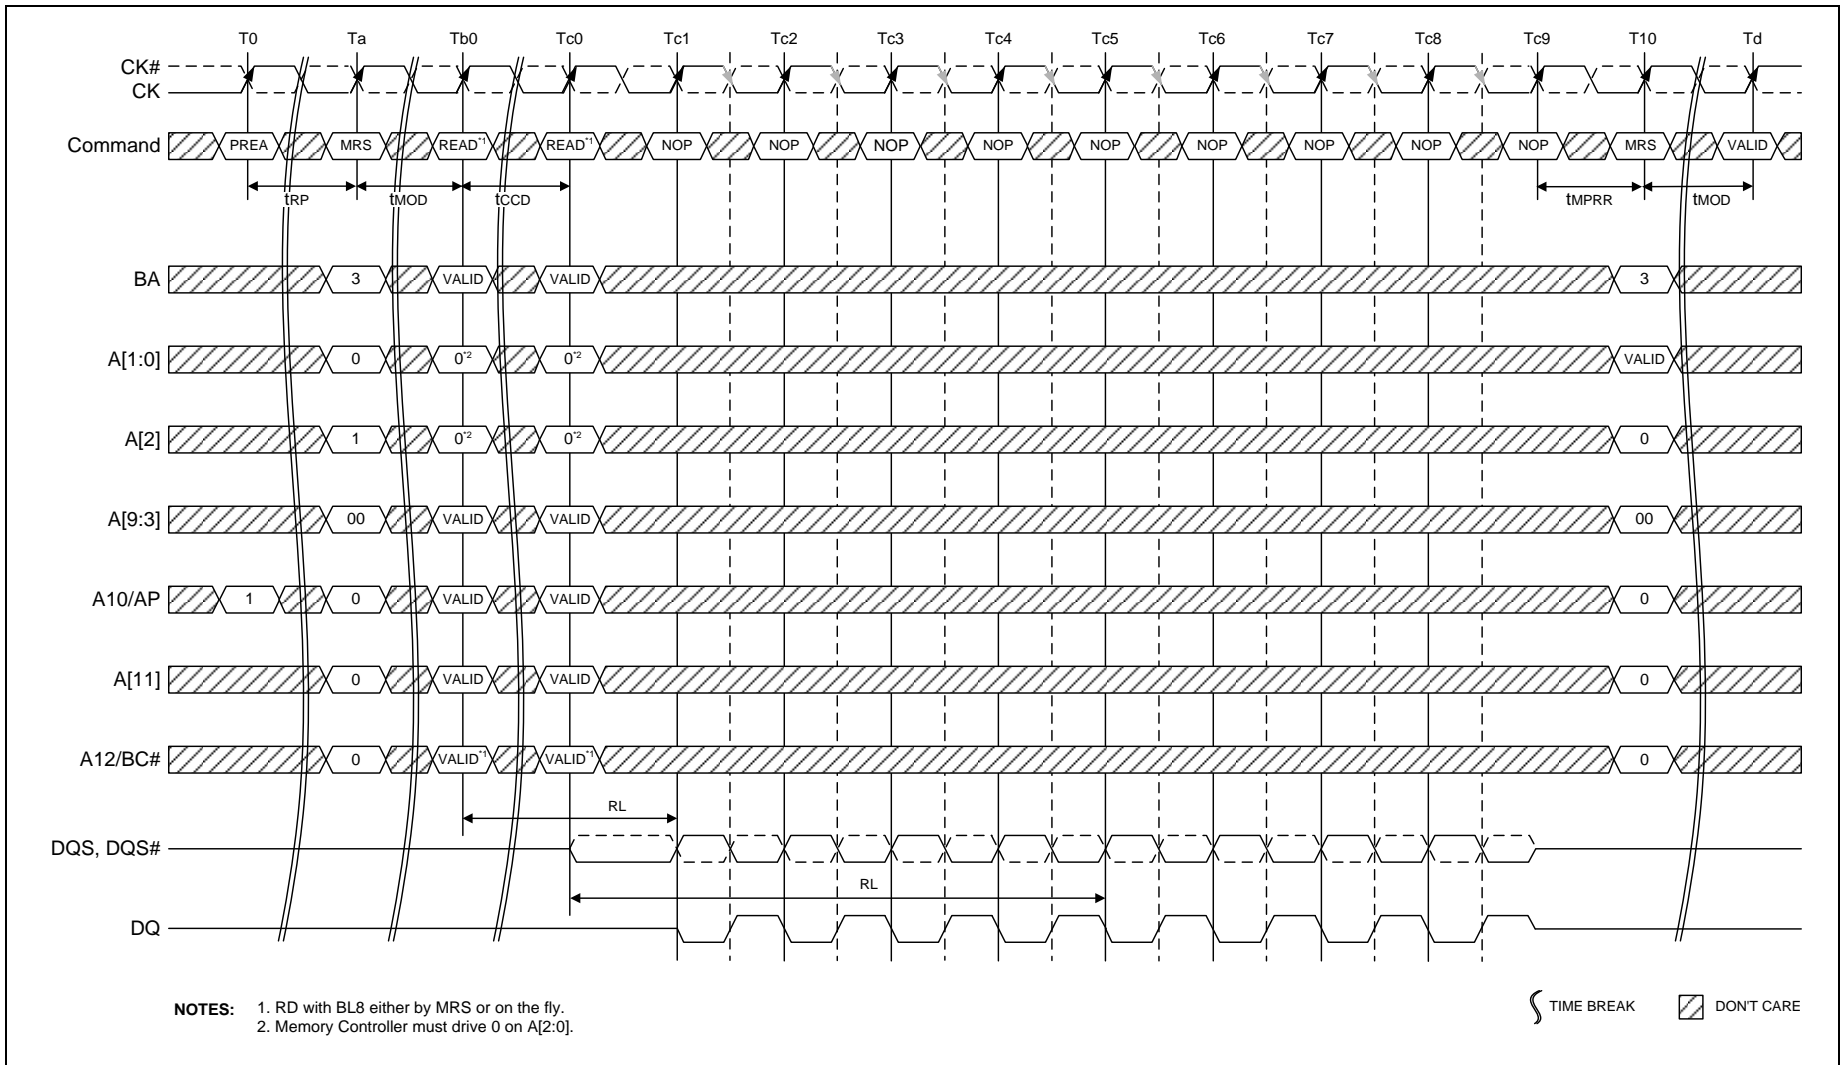 T0 Ta Tb0 Tc0 Tc1 Tc2 Tc3 Tc4 Tc5 Tc6 Tc7 Tc8 Tc9 T10 Td
CK#
CK
Command PREA MRS READ*1 READ*1 NOP NOP NOP NOP NOP NOP NOP NOP NOP MRS VALID
tRP tMOD tCCD tMPRR tMOD
BA 3 VALID VALID 3
A[1:0] 0 0*2 0*2 VALID
A[2] 1 0*2 0*2 0
A[9:3] 00 VALID VALID 00
A10/AP 1 0 VALID VALID 0
A[11] 0 VALID VALID 0
A12/BC# 0 VALID*1 VALID*1 0
RL
DQS, DQS#
RL
DQ
NOTES: 1. RD with BL8 either by MRS or on the fly.
2. Memory Controller must drive 0 on A[2:0].
TIME BREAK DON'T CARE